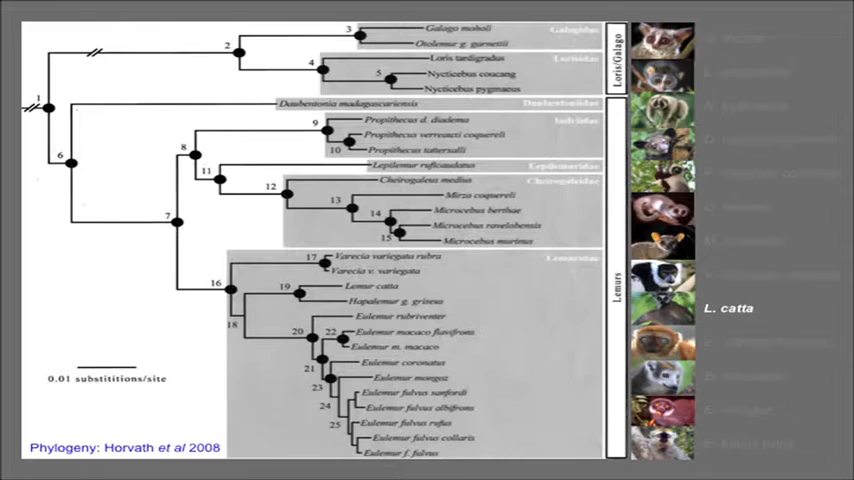 3
Galago moholi
Galagidae
2
Otolemur g. garnettii
4
Loris tardigradus
Lorisidae
5
Nycticebus coucang
Nycticebus pygmaeus
Loris/Galago
1
Daubentonia madagascariensis
Daubentoniidae
9
Propithecus d. diadema
Indriidae
8
Propithecus verreauxi coquereli
10
Propithecus tattersalli
6
11
Lepilemur ruficaudatus
Lepilemuridae
Cheirogaleus medius
Cheirogaleidae
12
13
Mirza coquereli
14
Microcebus berthae
7
Microcebus ravelobensis
15
Microcebus murinus
17
Varecia variegata rubra
Lemuridae
Varecia v. variegata
16
19
Lemur catta
Hapalemur g. griseus
18
Eulemur rubriventer
20
22
Eulemur macaco flavifrons
Eulemur m. macaco
21
Eulemur coronatus
23
Eulemur mongoz
Eulemur fulvus sanfordi
24
Eulemur fulvus albifrons
25
Eulemur fulvus rufus
Eulemur fulvus collaris
Eulemur f. fulvus
Lemurs
L. catta
0.01 substititions/site
Phylogeny: Horvath et al 2008